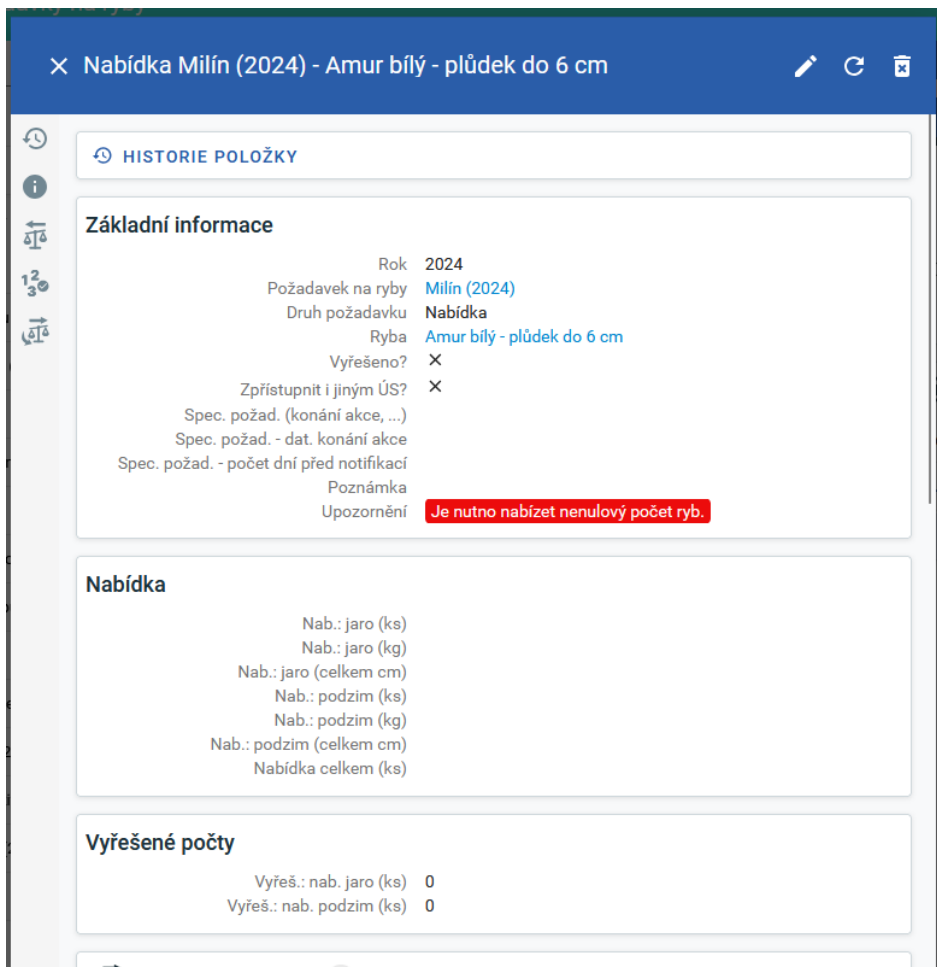 Nabídka Milín (2024) - Amur bílý - plůdek do 6 cm
HISTORIE POLOŽKY
Základní informace
Rok 2024
Požadavek na ryby Milín (2024)
Druh požadavku Nabídka
Ryba Amur bílý - plůdek do 6 cm
Vyřešeno?
Zpřístupnit i jiným ÚS?
Spec. požad. (konání akce, ...)
Spec. požad. - dat. konání akce
Spec. požad. - počet dní před notifikací
Poznámka
Upozornění Je nutno nabízet nenulový počet ryb.
Nabídka
Nab.: jaro (ks)
Nab.: jaro (kg)
Nab.: jaro (celkem cm)
Nab.: podzim (ks)
Nab.: podzim (kg)
Nab.: podzim (celkem cm)
Nabídka celkem (ks)
Vyřešené počty
Vyřeš.: nab. jaro (ks) 0
Vyřeš.: nab. podzim (ks) 0